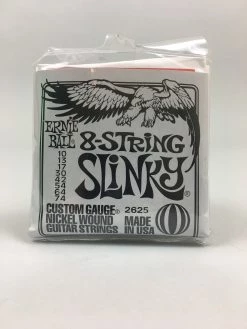 ERNIE
BALL
8-STRING
SLINKY®
10
13
17
30
42
54
64
74
CUSTOM GAUGE® 2625
NICKEL WOUND
GUITAR STRINGS
MADE
IN USA